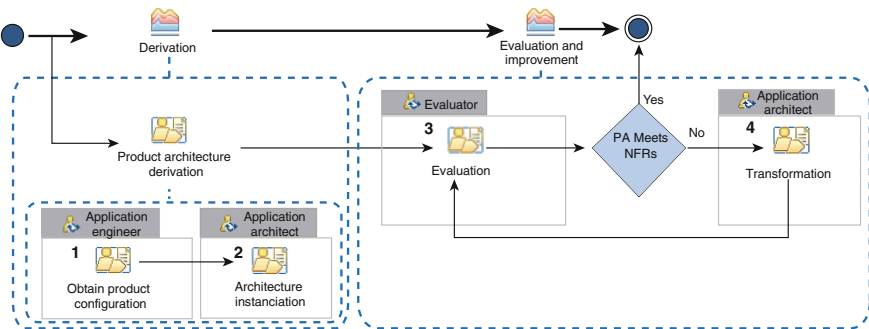 Derivation
Evaluation and
improvement
Evaluator
Application
architect
Yes
3
PA Meets
NFRs
No
4
Product architecture
derivation
Evaluation
Transformation
Application
engineer
Application
architect
1
2
Obtain product
configuration
Architecture
instanciation